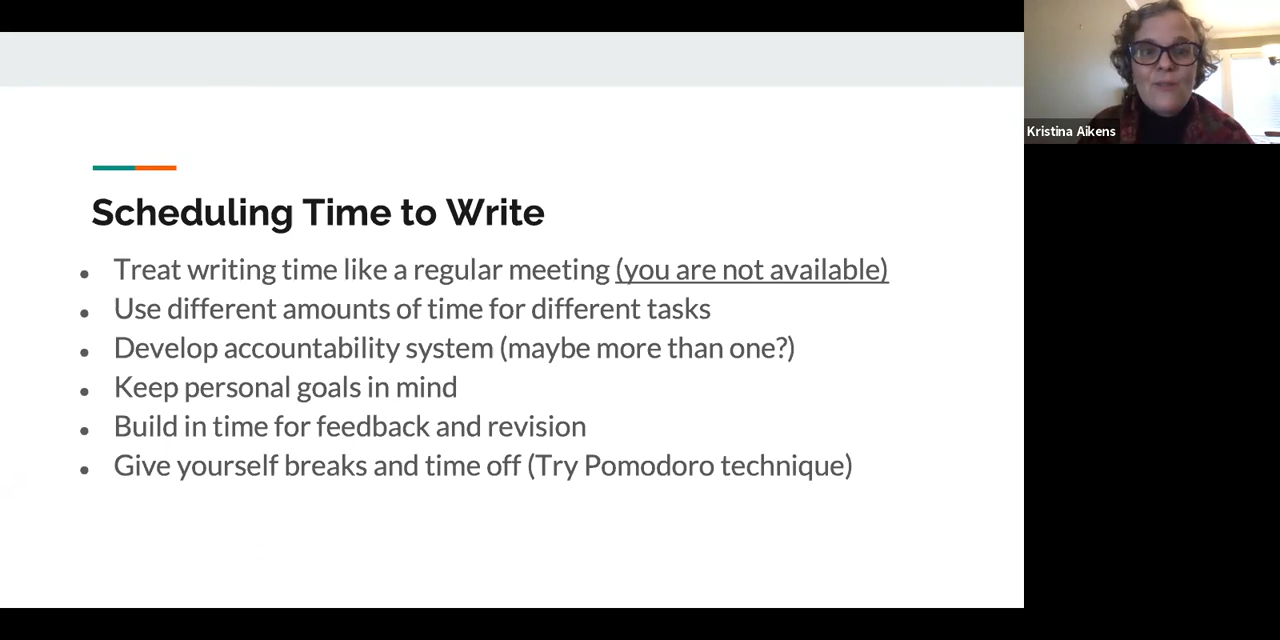 Scheduling Time to Write
● Treat writing time like a regular meeting (you are not available)
● Use different amounts of time for different tasks
● Develop accountability system (maybe more than one?)
● Keep personal goals in mind
● Build in time for feedback and revision
● Give yourself breaks and time off (Try Pomodoro technique)
Kristina Aikens